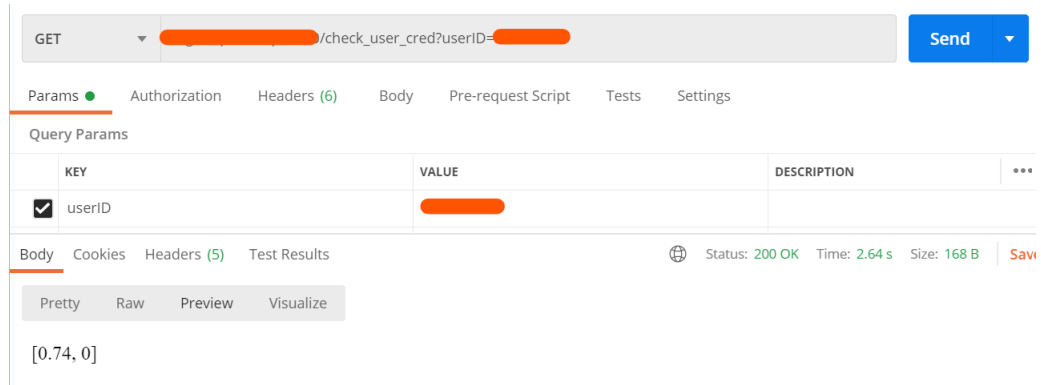 GET /check_user_cred?userID= Send
Params Authorization Headers (6) Body Pre-request Script Tests Settings
Query Params
KEY VALUE DESCRIPTION
userID
Body Cookies Headers (5) Test Results Status: 200 OK Time: 2.64 s Size: 168 B Save
Pretty Raw Preview Visualize
[0.74, 0]